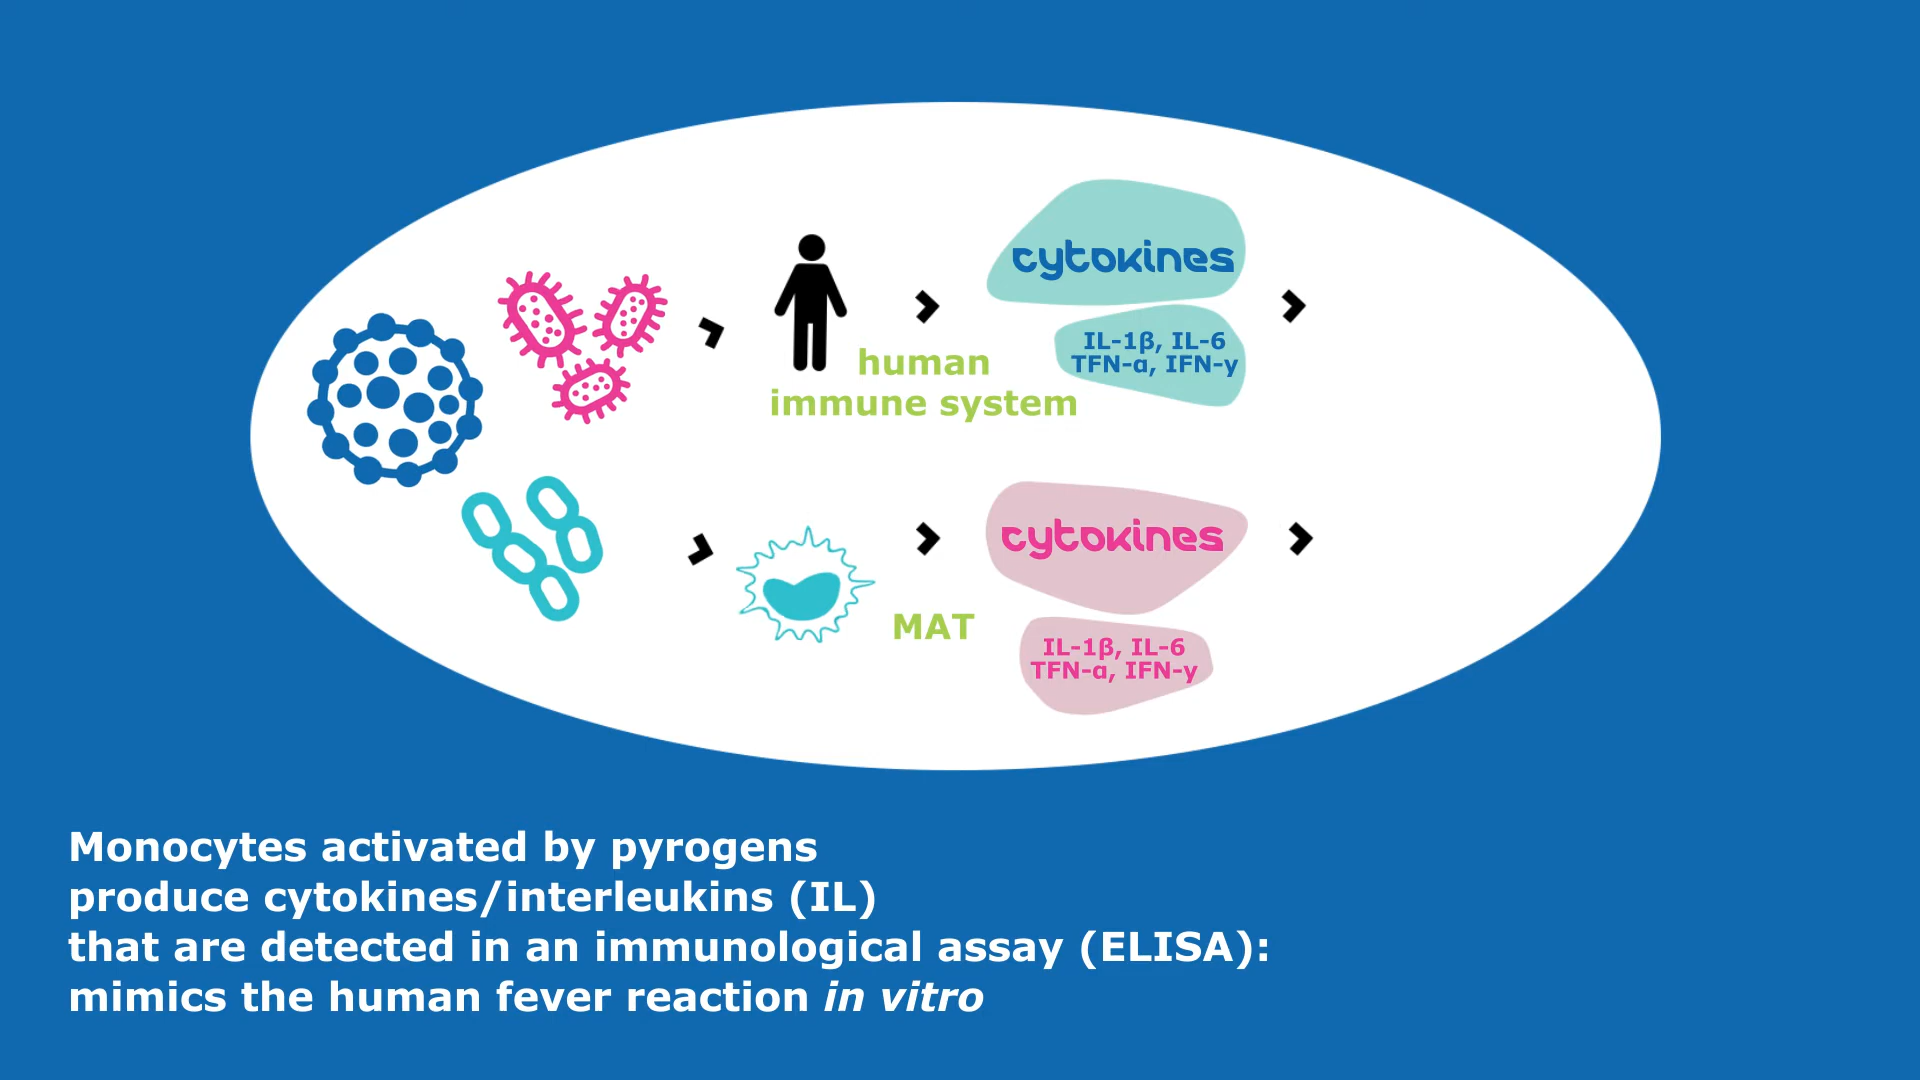 cytokines
IL-1β, IL-6
TFN-α, IFN-y
human
immune system
cytokines
MAT
IL-1β, IL-6
TFN-α, IFN-y
Monocytes activated by pyrogens
produce cytokines/interleukins (IL)
that are detected in an immunological assay (ELISA):
mimics the human fever reaction in vitro